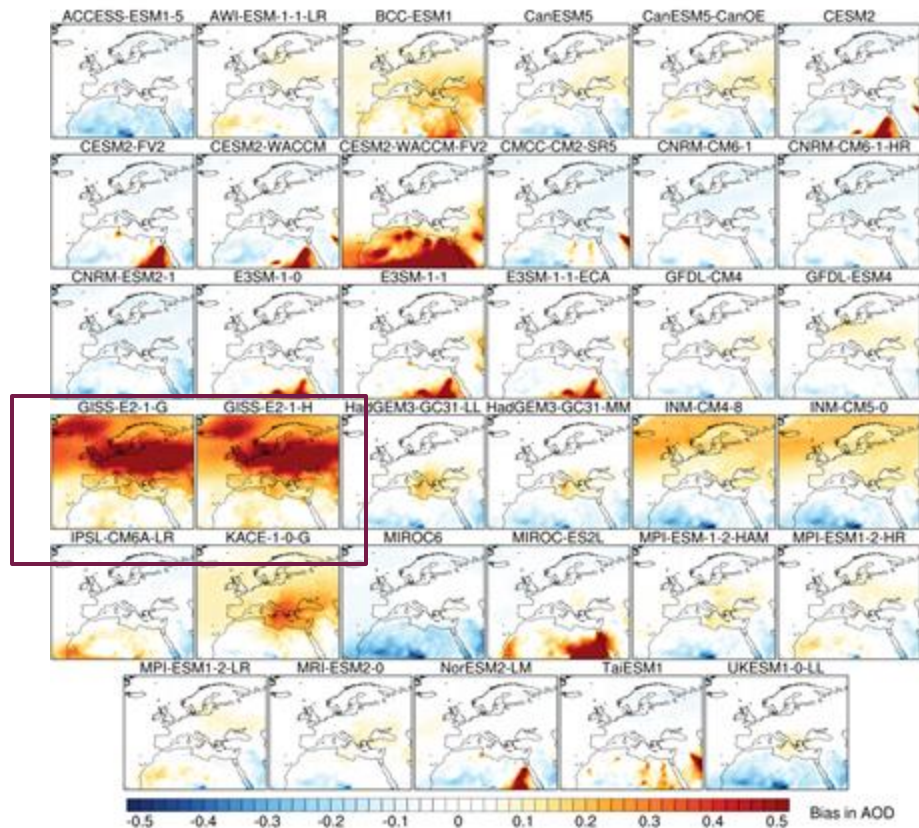 ACCESS-ESM1-5 AWI-ESM-1-1-LR BCC-ESM1 CanESM5 CanESM5-CanOE CESM2
CESM2-FV2 CESM2-WACCM CESM2-WACCM-FV2 CMCC-CM2-SR5 CNRM-CM6-1 CNRM-CM6-1-HR
CNRM-ESM2-1 E3SM-1-0 E3SM-1-1 E3SM-1-1-ECA GFDL-CM4 GFDL-ESM4
GISS-E2-1-G GISS-E2-1-H HadGEM3-GC31-LL HadGEM3-GC31-MM INM-CM4-8 INM-CM5-0
IPSL-CM6A-LR KACE-1-0-G MIROC6 MIROC-ES2L MPI-ESM-1-2-HAM MPI-ESM1-2-HR
MPI-ESM1-2-LR MRI-ESM2-0 NorESM2-LM TaiESM1 UKESM1-0-LL
-0.5 -0.4 -0.3 -0.2 -0.1 0 0.1 0.2 0.3 0.4 0.5 Bias in AOD